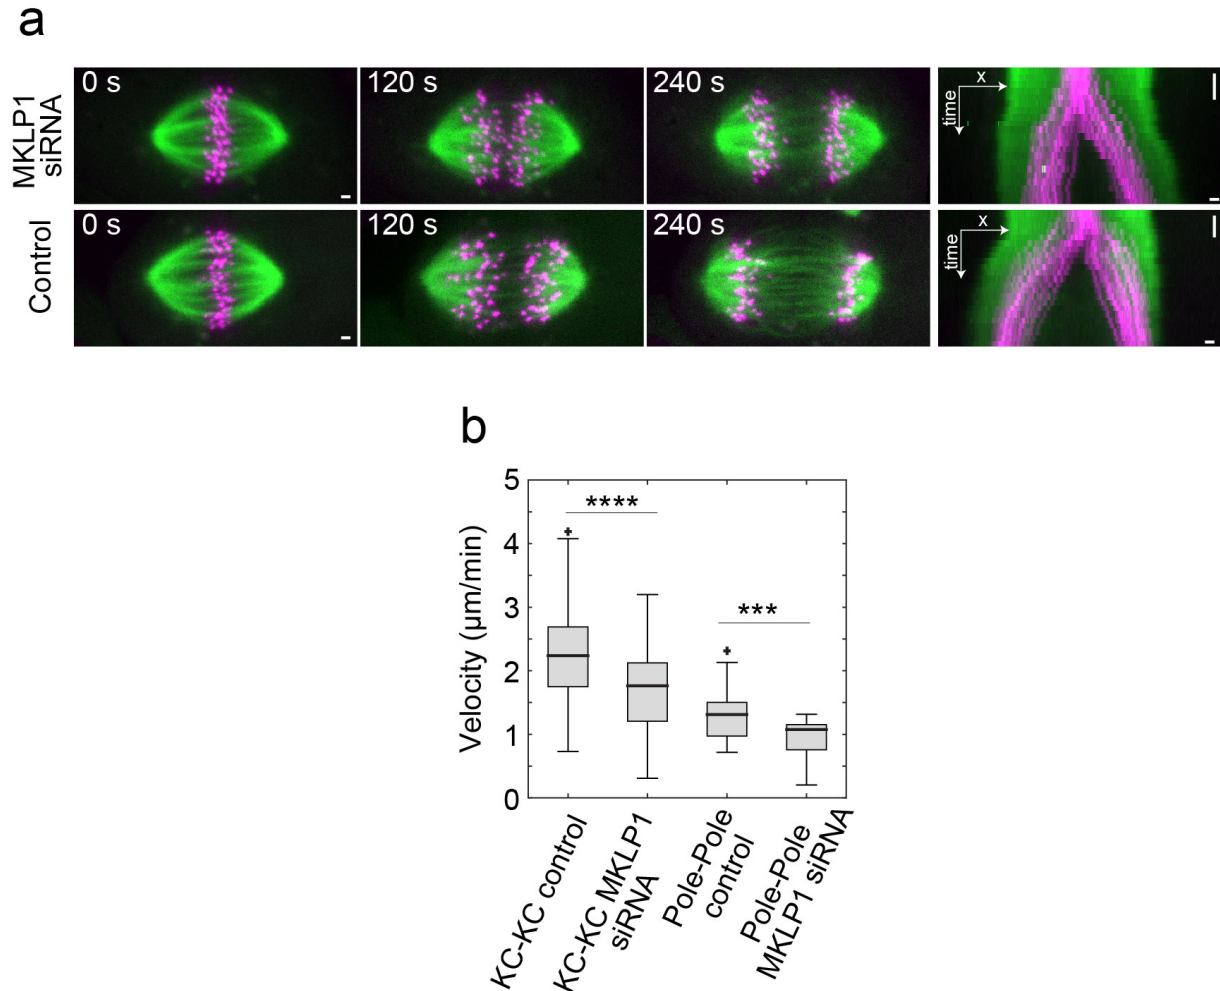 a
MKLP1
siRNA
0 s
120 s
240 s
x
time
Control
0 s
120 s
240 s
x
time
b
Velocity (µm/min)
5
4
3
2
1
0
****
***
KC-KC control
KC-KC MKLP1
siRNA
Pole-Pole
control
Pole-Pole
MKLP1 siRNA